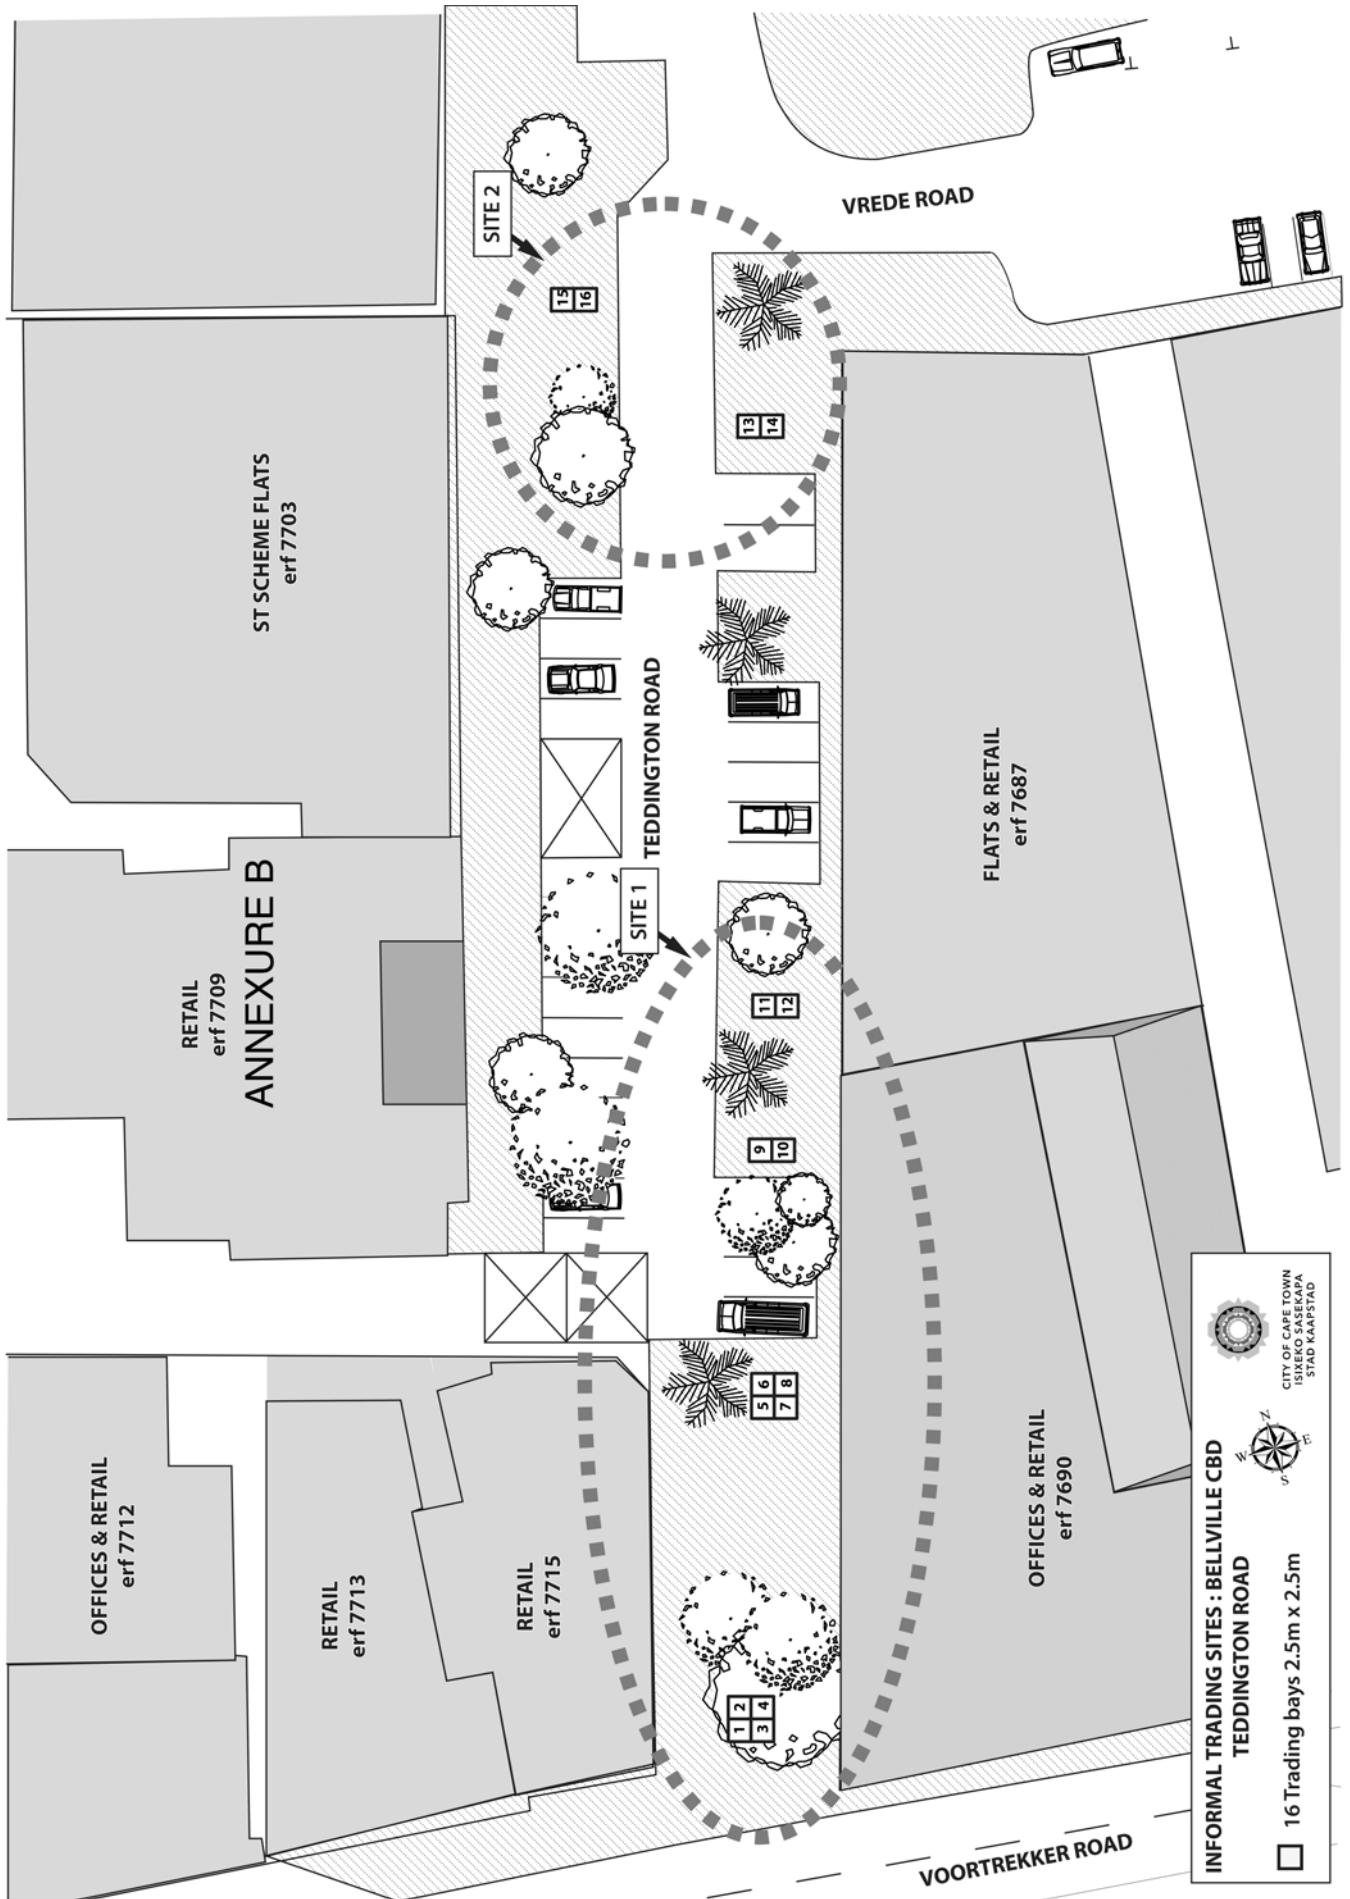 SITE 2
VREDE ROAD
15
16
13
14
ST SCHEME FLATS
erf 7703
TEDDINGTON ROAD
FLATS & RETAIL
erf 7687
SITE 1
RETAIL
erf 7709
ANNEXURE B
11
12
9
10
5 6
7 8
OFFICES & RETAIL
erf 7712
RETAIL
erf 7713
RETAIL
erf 7715
OFFICES & RETAIL
erf 7690
1 2
3 4
VOORTREKKER ROAD
INFORMAL TRADING SITES : BELLVILLE CBD
TEDDINGTON ROAD
16 Trading bays 2.5m x 2.5m
N
W
E
S
CITY OF CAPE TOWN
ISIXEKO SASEKAPA
STAD KAAPSTAD